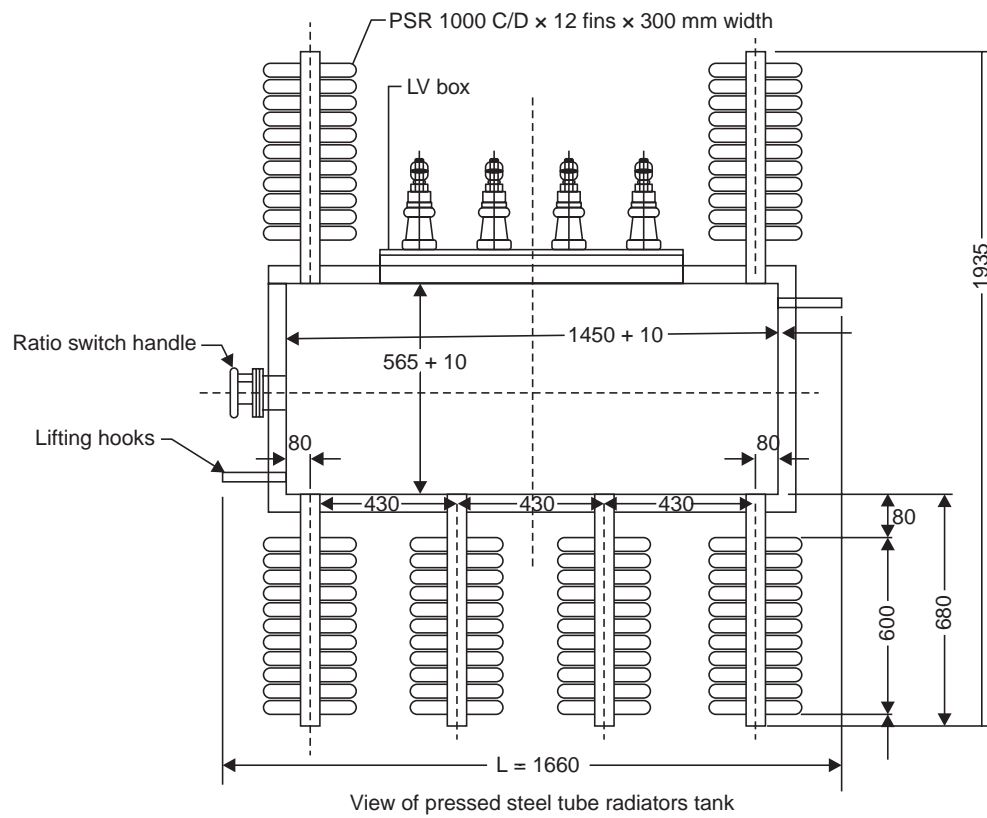 PSR 1000 C/D × 12 fins × 300 mm width
LV box
1935
1450 + 10
Ratio switch handle
565 + 10
Lifting hooks
80
80
430
430
430
80
600
680
L = 1660
View of pressed steel tube radiators tank